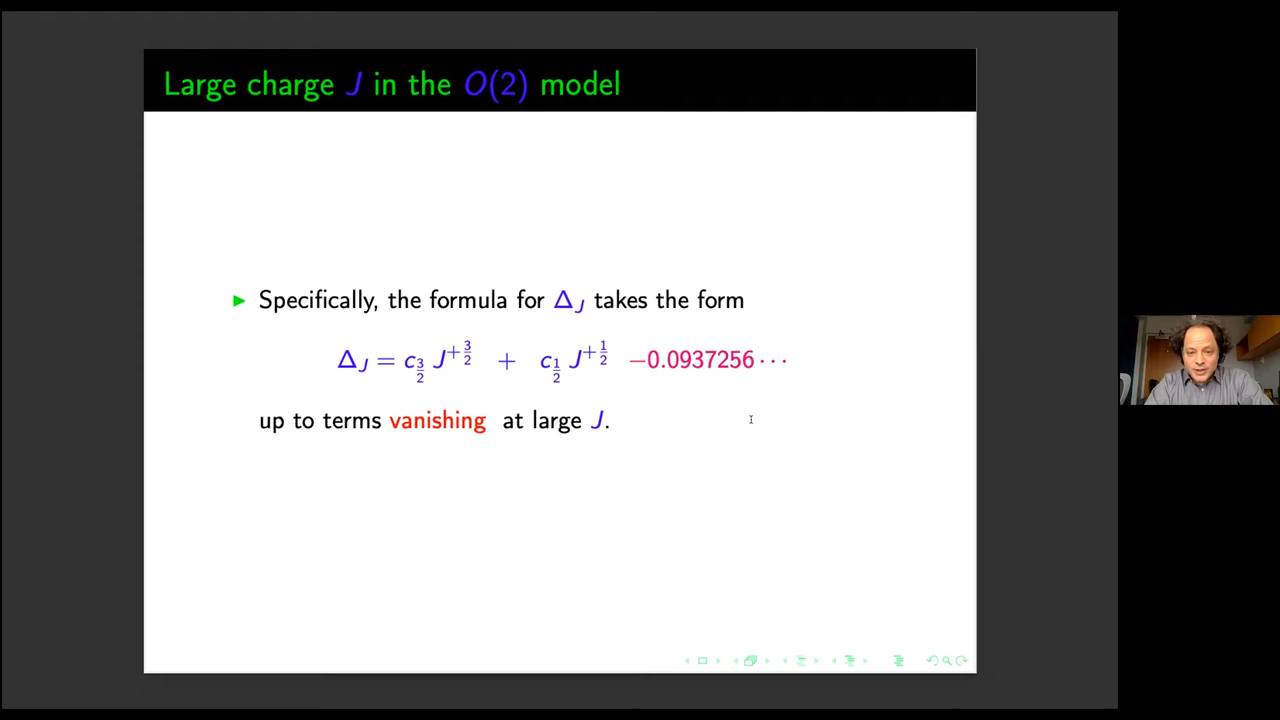 Large charge J in the O(2) model
▶ Specifically, the formula for Δ_J takes the form
Δ_J = c_{3/2} J^{+3/2} + c_{1/2} J^{+1/2} −0.0937256 ···
up to terms vanishing at large J.